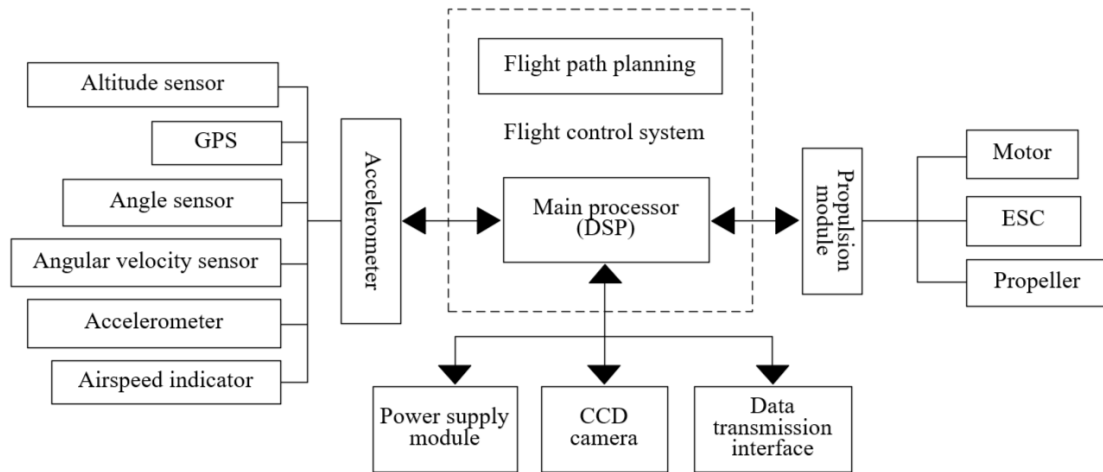 Altitude sensor
GPS
Angle sensor
Angular velocity sensor
Accelerometer
Airspeed indicator
Accelerometer
Flight path planning
Flight control system
Main processor
(DSP)
Power supply
module
CCD
camera
Data
transmission
interface
Propulsion
module
Motor
ESC
Propeller